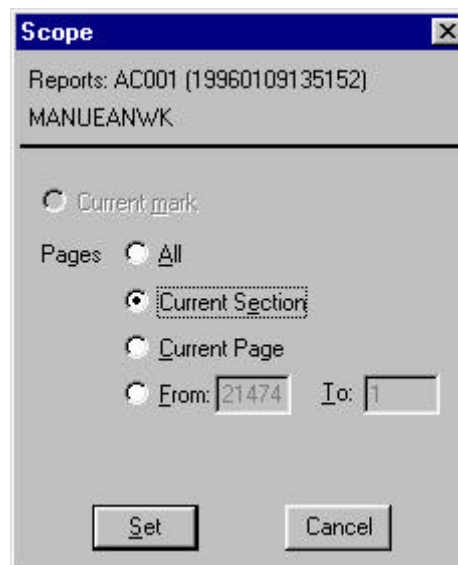 Scope
Reports: AC001 (19960109135152)
MANUEANWK
Current mark
Pages All
Current Section
Current Page
From: 21474 To: 1
Set Cancel